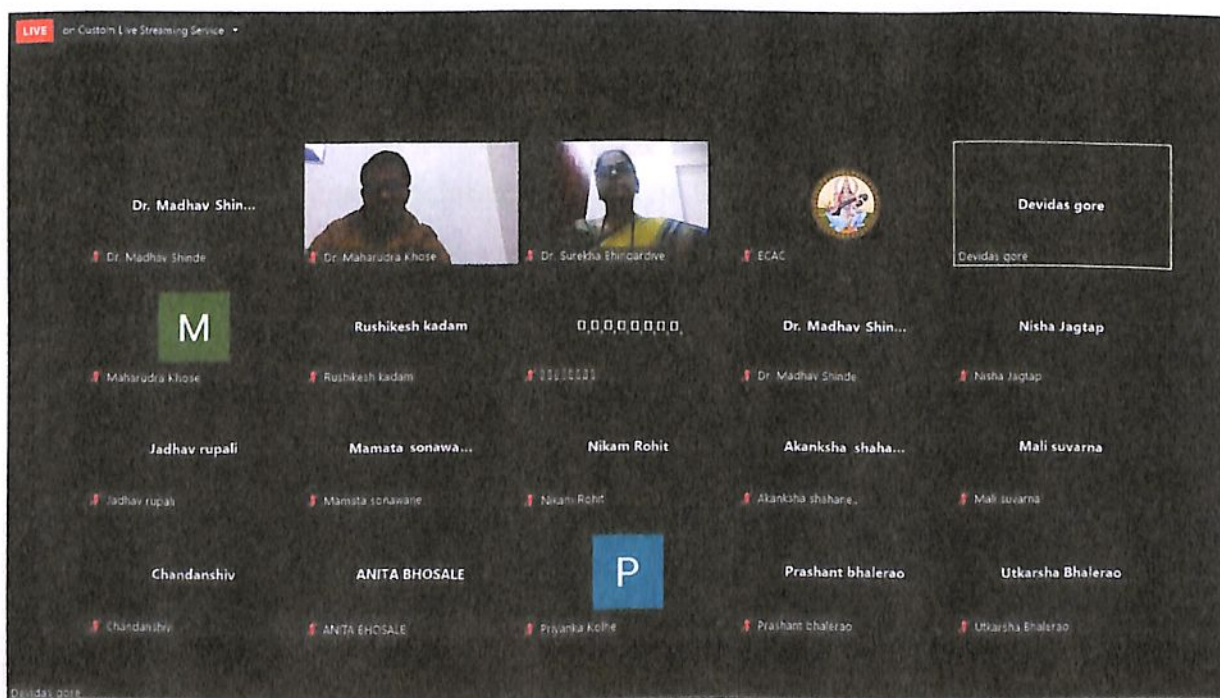 LIVE on Custom Live Streaming Service
Dr. Madhav Shin...
Dr. Madhav Shinde
Dr. Maharudra Khose
Dr. Surekha Bhingardive
ECAC
Devidas gore
Devidas gore
M
Maharudra Khose
Rushikesh kadam
Rushikesh kadam
Dr. Madhav Shin...
Dr. Madhav Shinde
Nisha Jagtap
Nisha Jagtap
Jadhav rupali
Jadhav rupali
Mamata sonawa...
Mamata sonawane
Nikam Rohit
Nikam Rohit
Akanksha shaha...
Akanksha shahane..
Mali suvarna
Mali suvarna
Chandanshiv
Chandanshiv
ANITA BHOSALE
ANITA BHOSALE
P
Priyanka Kolhe
Prashant bhalerao
Prashant bhalerao
Utkarsha Bhalerao
Utkarsha Bhalerao
Devidas gore